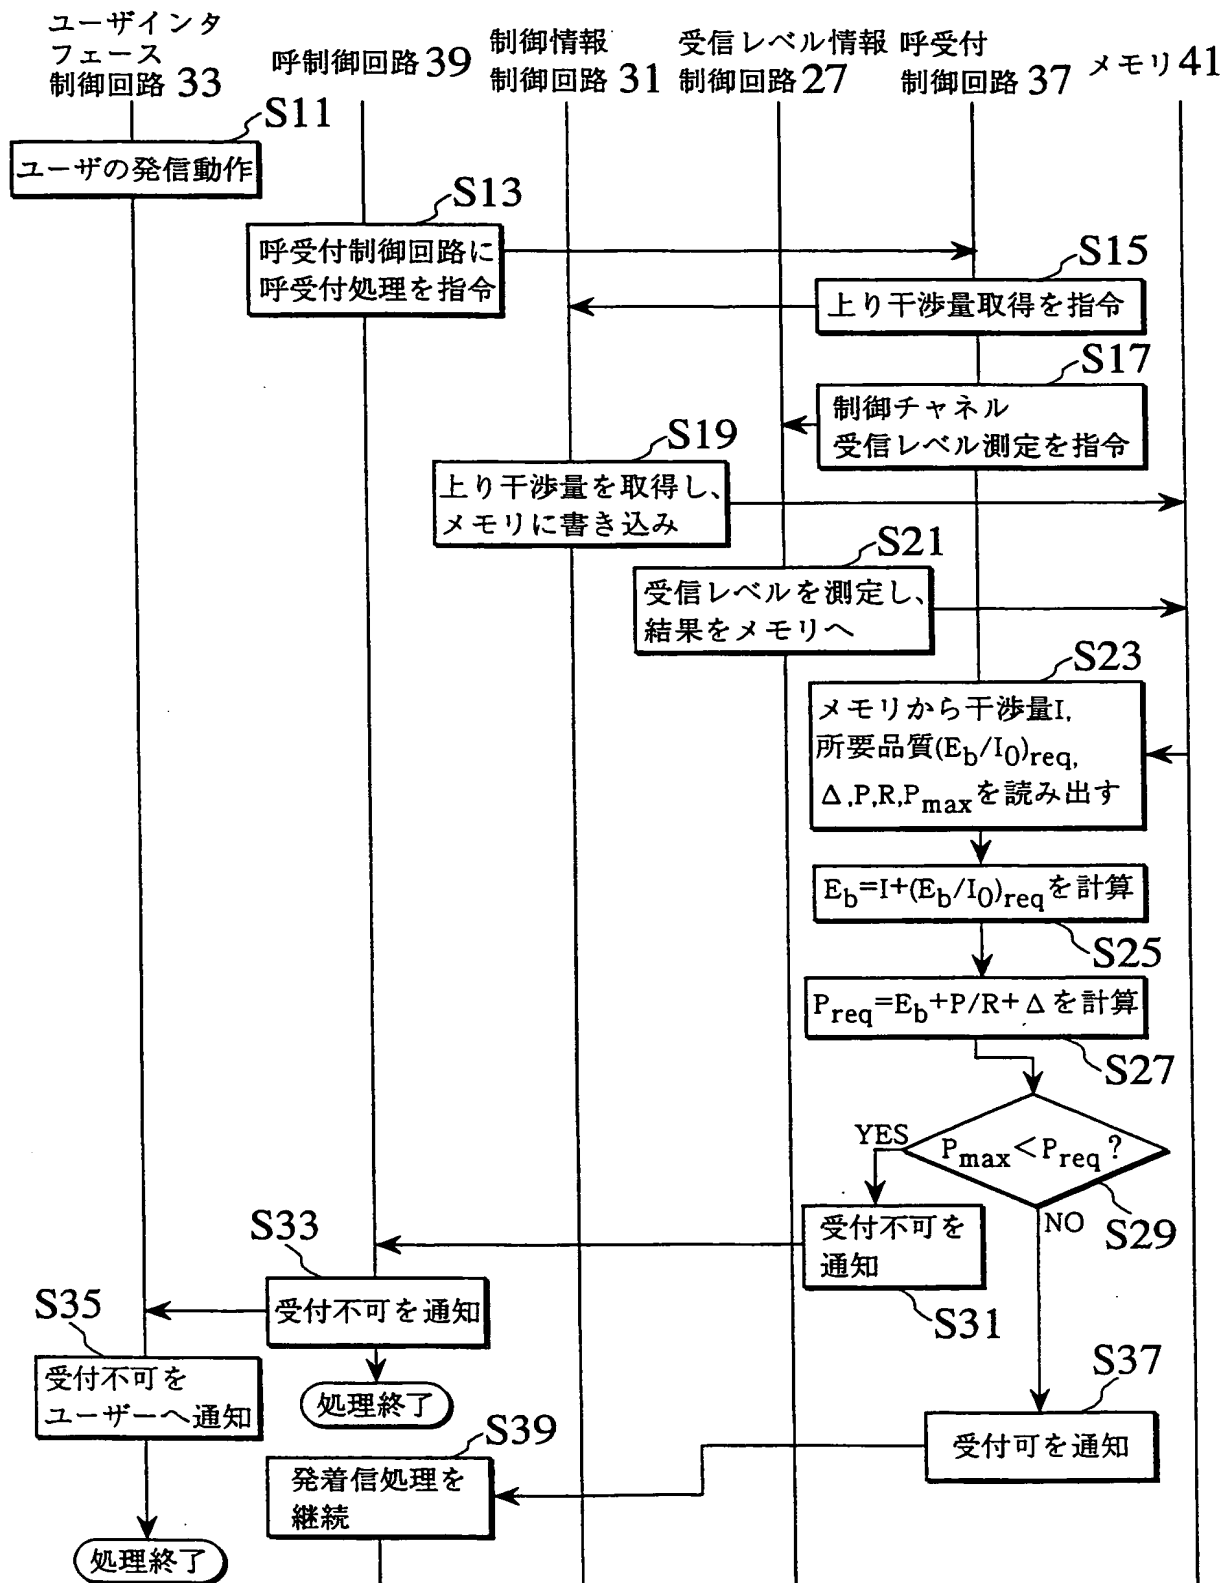 ユーザインタ
フェース
制御回路 33
呼制御回路 39
制御情報
制御回路 31
受信レベル情報
制御回路 27
呼受付
制御回路 37
メモリ 41
S11
ユーザの発信動作
S13
呼受付制御回路に
呼受付処理を指令
S15
上り干渉量取得を指令
S17
制御チャネル
受信レベル測定を指令
S19
上り干渉量を取得し、
メモリに書き込み
S21
受信レベルを測定し、
結果をメモリへ
S23
メモリから干渉量I,
所要品質(Eb/I0)req,
Δ,P,R,Pmaxを読み出す
Eb=I+(Eb/I0)reqを計算
S25
Preq=Eb+P/R+Δを計算
S27
YES
Pmax<Preq?
NO
S29
受付不可を
通知
S31
S33
受付不可を通知
処理終了
S35
受付不可を
ユーザーへ通知
処理終了
S37
受付可を通知
S39
発着信処理を
継続